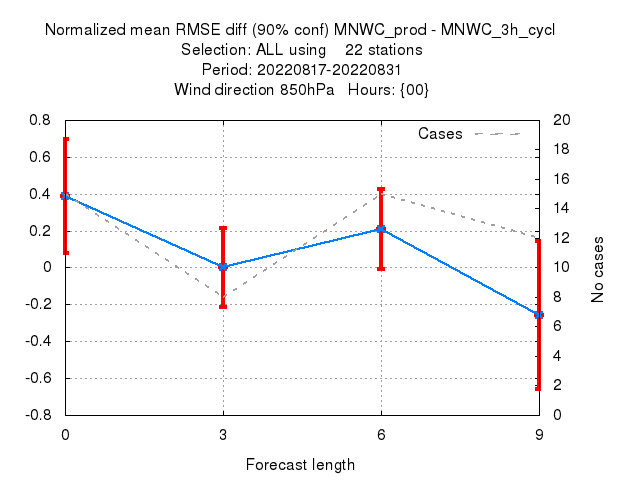 Normalized mean RMSE diff (90% conf) MNWC_prod - MNWC_3h_cycl
Selection: ALL using 22 stations
Period: 20220817-20220831
Wind direction 850hPa Hours: {00}
Cases
0.8
0.6
0.4
0.2
0
-0.2
-0.4
-0.6
-0.8
20
18
16
14
12
10
8
6
4
2
0
No cases
0 3 6 9
Forecast length